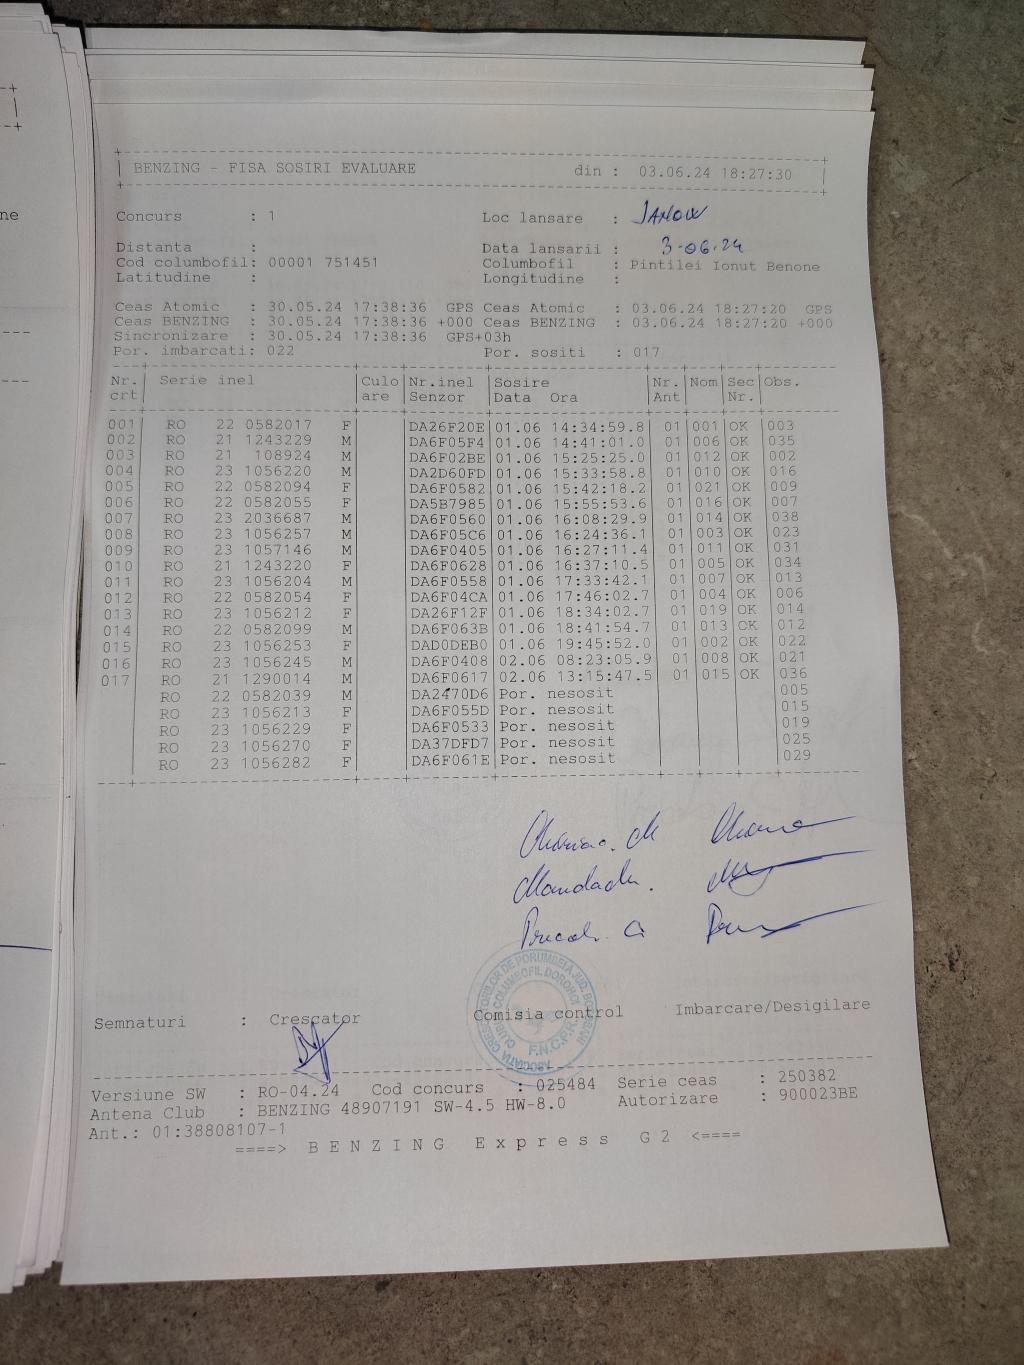 BENZING - FISA SOSIRI EVALUARE din : 03.06.24 18:27:30
Concurs : 1 Loc lansare : JANOW
Distanta : Data lansarii : 3-06.24
Cod columbofil: 00001 751451 Columbofil : Pintilei Ionut Benone
Latitudine : Longitudine :
Ceas Atomic : 30.05.24 17:38:36 GPS Ceas Atomic : 03.06.24 18:27:20 GPS
Ceas BENZING : 30.05.24 17:38:36 +000 Ceas BENZING : 03.06.24 18:27:20 +000
Sincronizare : 30.05.24 17:38:36 GPS+03h
Por. imbarcati: 022 Por. sositi : 017
Nr. Serie inel Culo Nr.inel Sosire Nr. Nom Sec Obs.
crt are Senzor Data Ora Ant Nr.
001 RO 22 0582017 F DA26F20E 01.06 14:34:59.8 01 001 OK 003
002 RO 21 1243229 M DA6F05F4 01.06 14:41:01.0 01 006 OK 035
003 RO 21 108924 M DA6F02BE 01.06 15:25:25.0 01 012 OK 002
004 RO 23 1056220 M DA2D60FD 01.06 15:33:58.8 01 010 OK 016
005 RO 22 0582094 F DA6F0582 01.06 15:42:18.2 01 021 OK 009
006 RO 22 0582055 F DA5B7985 01.06 15:55:53.6 01 016 OK 007
007 RO 23 2036687 M DA6F0560 01.06 16:08:29.9 01 014 OK 038
008 RO 23 1056257 M DA6F05C6 01.06 16:24:36.1 01 003 OK 023
009 RO 23 1057146 M DA6F0405 01.06 16:27:11.4 01 011 OK 031
010 RO 21 1243220 F DA6F0628 01.06 16:37:10.5 01 005 OK 034
011 RO 23 1056204 M DA6F0558 01.06 17:33:42.1 01 007 OK 013
012 RO 22 0582054 F DA6F04CA 01.06 17:46:02.7 01 004 OK 006
013 RO 23 1056212 F DA26F12F 01.06 18:34:02.7 01 019 OK 014
014 RO 22 0582099 M DA6F063B 01.06 18:41:54.7 01 013 OK 012
015 RO 23 1056253 F DAD0DEB0 01.06 19:45:52.0 01 002 OK 022
016 RO 23 1056245 M DA6F0408 02.06 08:23:05.9 01 008 OK 021
017 RO 21 1290014 M DA6F0617 02.06 13:15:47.5 01 015 OK 036
RO 22 0582039 M DA2470D6 Por. nesosit 005
RO 23 1056213 F DA6F055D Por. nesosit 015
RO 23 1056229 F DA6F0533 Por. nesosit 019
RO 23 1056270 F DA37DFD7 Por. nesosit 025
RO 23 1056282 F DA6F061E Por. nesosit 029
Semnaturi : Crescator Comisia control Imbarcare/Desigilare
ASOCIATIA CRESCATORILOR DE PORUMBEI A JUD. BOTOSANI
CLUBUL COLUMBOFIL DOROHOI
F.N.C.P.R.
Versiune SW : RO-04.24 Cod concurs : 025484 Serie ceas : 250382
Antena Club : BENZING 48907191 SW-4.5 HW-8.0 Autorizare : 900023BE
Ant.: 01:38808107-1
====> BENZING Express G2 <====